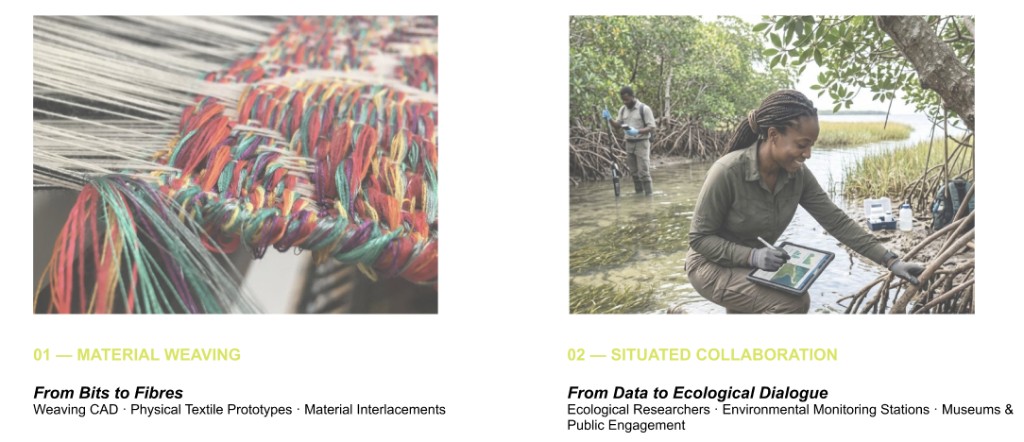 01 — MATERIAL WEAVING
From Bits to Fibres
Weaving CAD · Physical Textile Prototypes · Material Interlacements
02 — SITUATED COLLABORATION
From Data to Ecological Dialogue
Ecological Researchers · Environmental Monitoring Stations · Museums &
Public Engagement